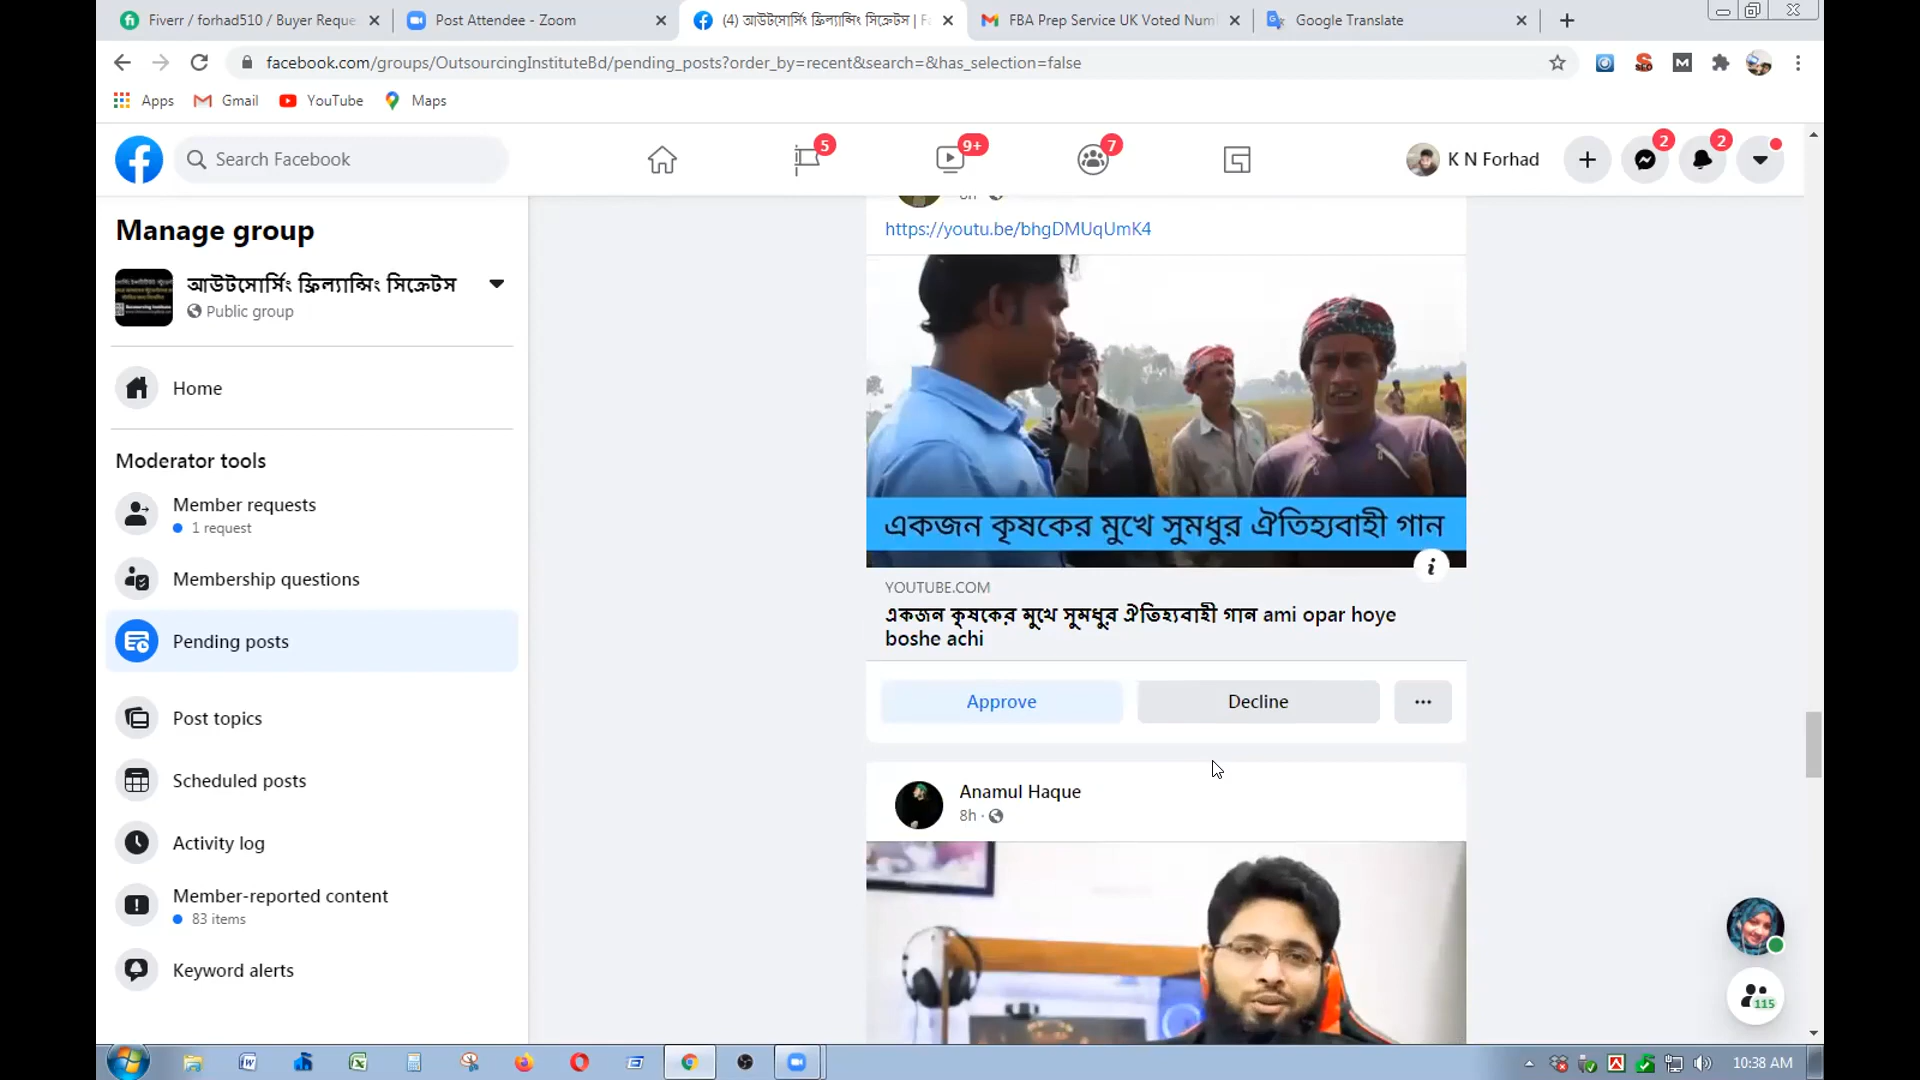 Fiverr / forhad510 / Buyer Reque
Post Attendee - Zoom
(4) আউটসোর্সিং ফ্রিল্যান্সিং সিক্রেটস | Fa
FBA Prep Service UK Voted Num
Google Translate
facebook.com/groups/OutsourcingInstituteBd/pending_posts?order_by=recent&search=&has_selection=false
Apps
Gmail
YouTube
Maps
Search Facebook
5
9+
7
K N Forhad
2
2
Manage group
আউটসোর্সিং ফ্রিল্যান্সিং সিক্রেটস
Public group
Home
Moderator tools
Member requests
1 request
Membership questions
Pending posts
Post topics
Scheduled posts
Activity log
Member-reported content
83 items
Keyword alerts
https://youtu.be/bhgDMUqUmK4
একজন কৃষকের মুখে সুমধুর ঐতিহ্যবাহী গান
YOUTUBE.COM
একজন কৃষকের মুখে সুমধুর ঐতিহ্যবাহী গান ami opar hoye
boshe achi
Approve
Decline
Anamul Haque
8h ·
115
10:38 AM